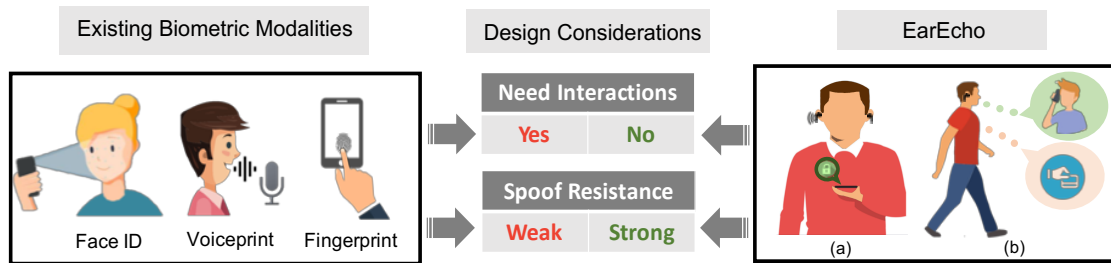 Existing Biometric Modalities
Design Considerations
EarEcho
Face ID
Voiceprint
Fingerprint
Need Interactions
Yes No
Spoof Resistance
Weak Strong
(a)
(b)